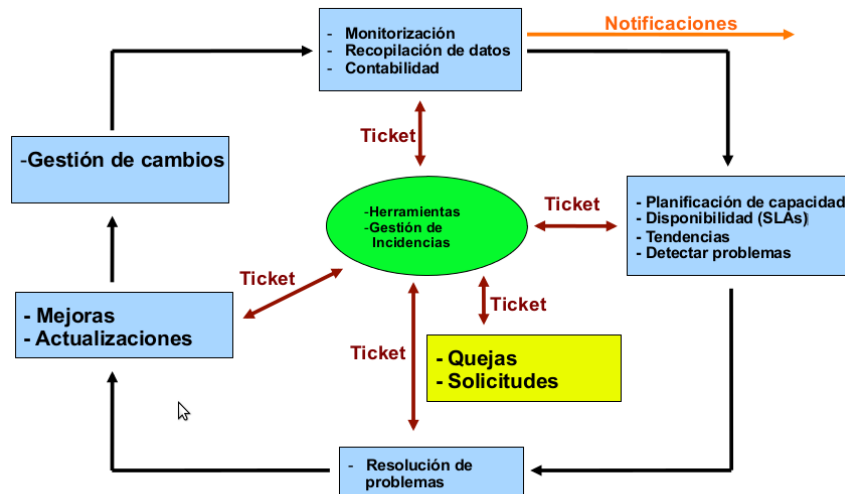 - Monitorización
- Recopilación de datos
- Contabilidad
Notificaciones
Ticket
-Gestión de cambios
-Herramientas
-Gestión de
Incidencias
Ticket
- Planificación de capacidad
- Disponibilidad (SLAs)
- Tendencias
- Detectar problemas
Ticket
- Mejoras
- Actualizaciones
Ticket
Ticket
- Quejas
- Solicitudes
- Resolución de
problemas